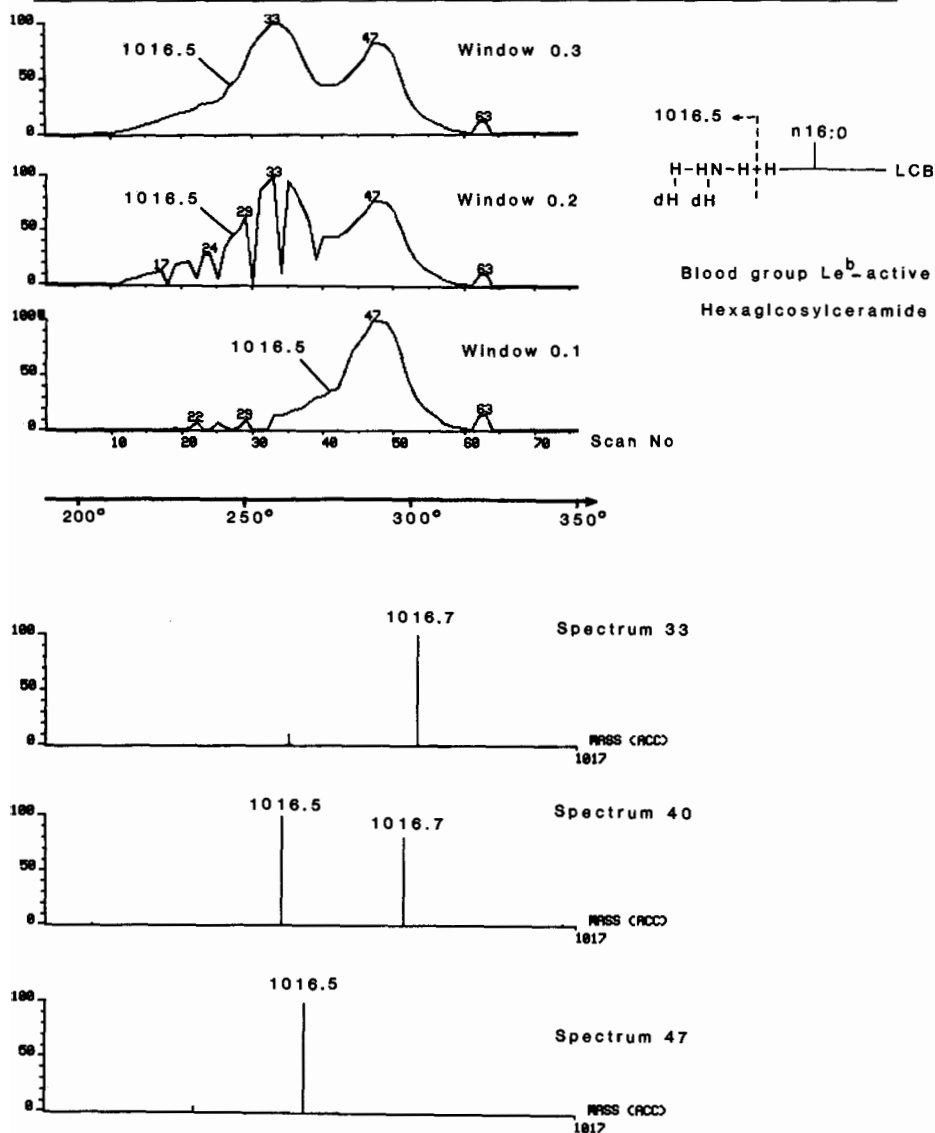 100
50
0
33
47
63
1016.5
Window 0.3
100
50
0
17
24
29
33
47
63
1016.5
Window 0.2
100%
50
0
22
29
47
63
1016.5
Window 0.1
10 20 30 40 50 60 70 Scan No
200° 250° 300° 350°
1016.5
n16:0
H-HN-H+H LCB
dH dH
Blood group Le^b-active
Hexaglcosylceramide
1016.7
Spectrum 33
100
50
0
MASS (ACC)
1017
1016.5
1016.7
Spectrum 40
100
50
0
MASS (ACC)
1017
1016.5
Spectrum 47
100
50
0
MASS (ACC)
1017